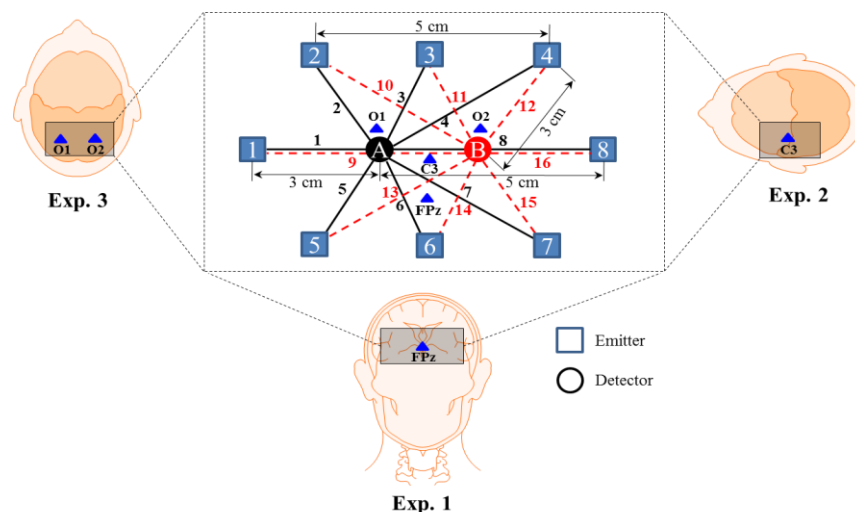 5 cm
2
3
4
10
11
12
2
3
4
3 cm
O1
O2
1
1
A
B
8
8
9
C3
16
3 cm
5 cm
5
13
7
15
6
14
FPz
5
6
7
O1
O2
Exp. 3
C3
Exp. 2
FPz
Exp. 1
Emitter
Detector